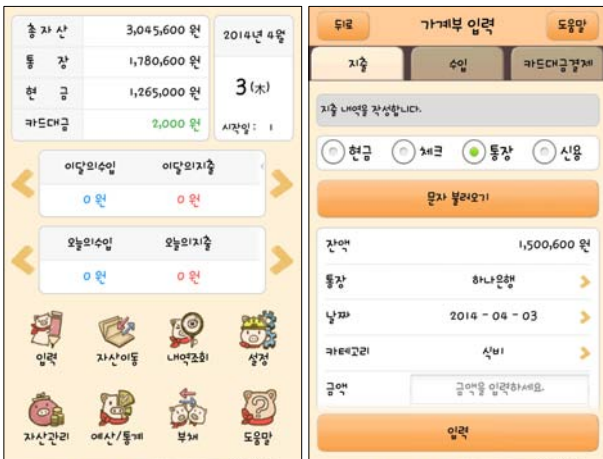 총 자 산 3,045,600 원
통 장 1,780,600 원
현 금 1,265,000 원
카드대금 2,000 원
2014년 4월
3(木)
시작일 : 1
이달의수입 이달의지출
0 원 0 원
오늘의수입 오늘의지출
0 원 0 원
입력 자산이동 내역조회 설정
자산관리 예산/통계 부채 도움말
뒤로 가계부 입력 도움말
지출 수입 카드대금결제
지출 내역을 작성합니다.
현금 체크 통장 신용
문자 불러오기
잔액 1,500,600 원
통장 하나은행
날짜 2014 - 04 - 03
카테고리 식비
금액 금액을 입력하세요.
입력